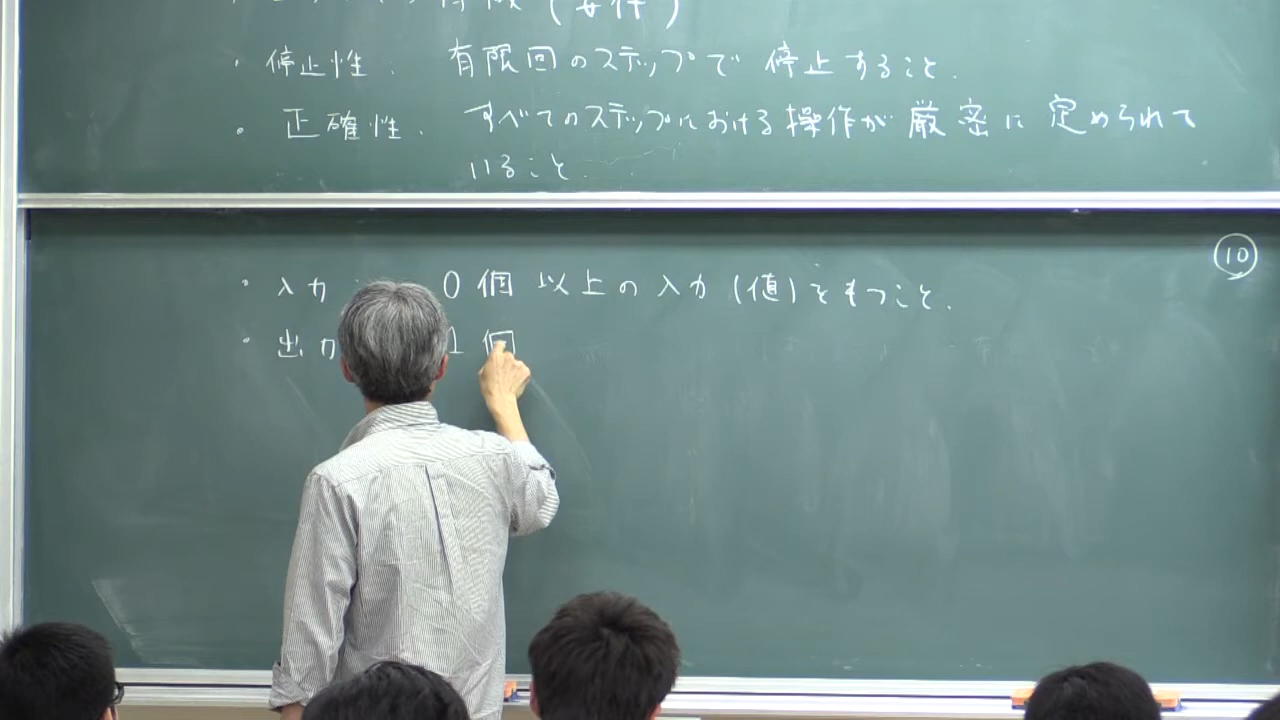 (要件)
・停止性. 有限回のステップで停止すること.
・正確性. すべてのステップにおける操作が厳密に定められて
いること.
⑩
・入力 0個以上の入力(値)をもつこと.
・出力 1個